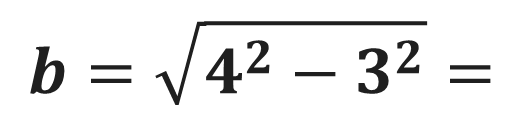 b = √4² − 3² =